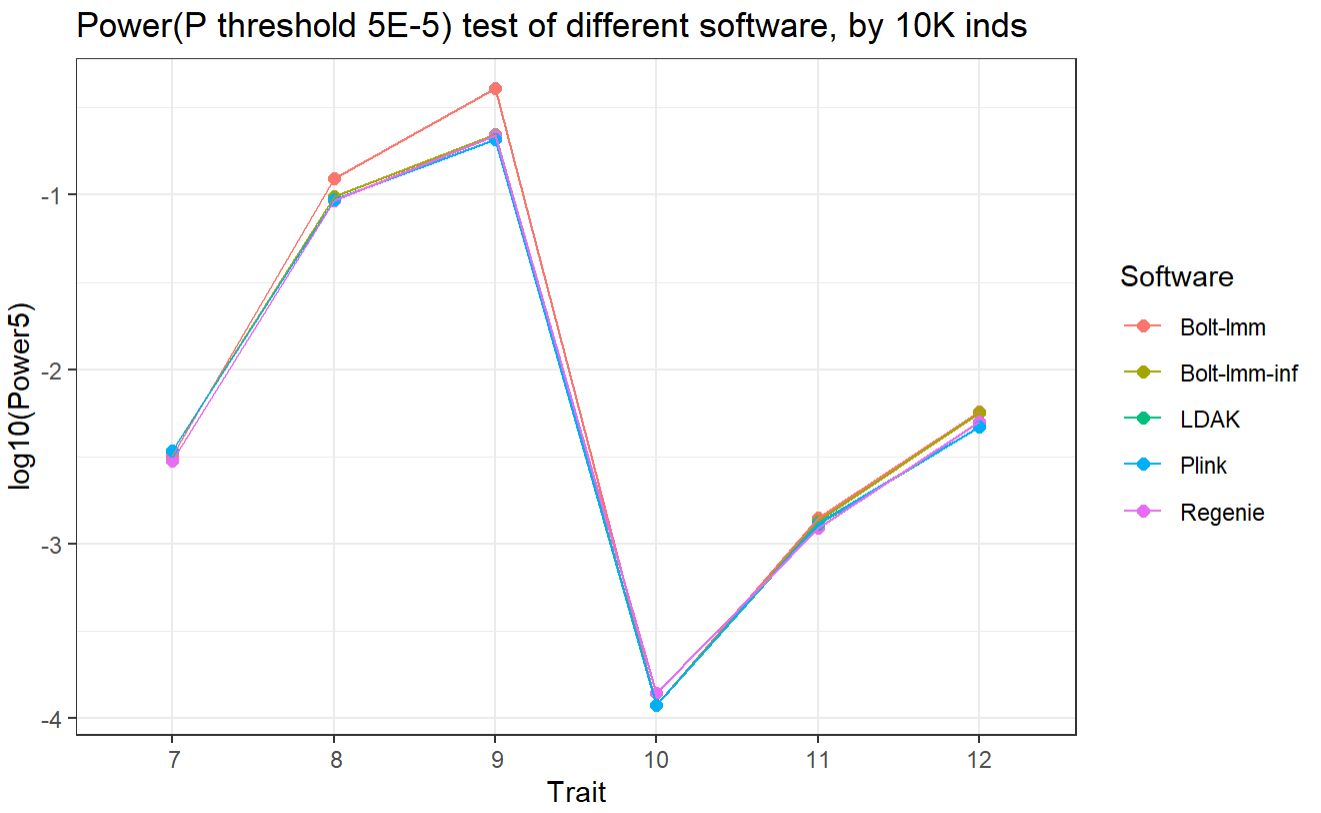 Power(P threshold 5E-5) test of different software, by 10K inds
log10(Power5)
-1
-2
-3
-4
7 8 9 10 11 12
Trait
Software
Bolt-lmm
Bolt-lmm-inf
LDAK
Plink
Regenie